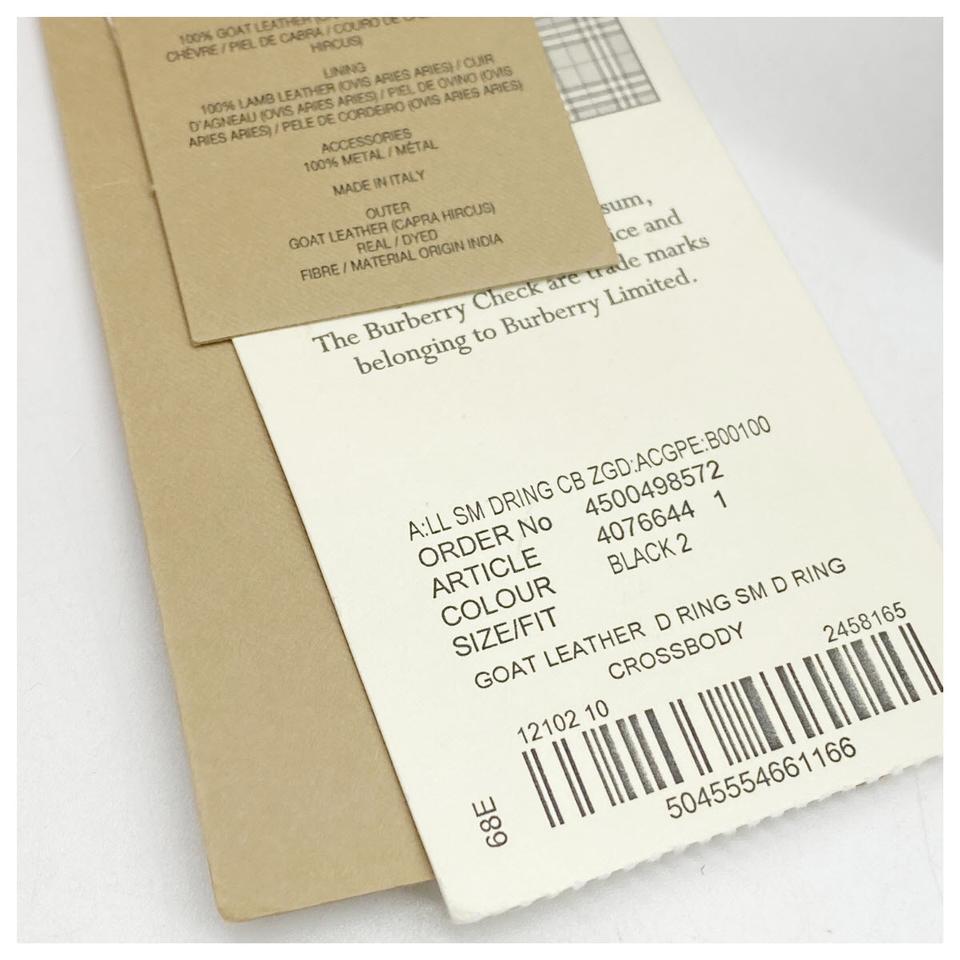 100% GOAT LEATHER
CHÈVRE / PIEL DE CABRA / COURO DE
HIRCUS)
LINING
100% LAMB LEATHER (OVIS ARIES ARIES) / CUIR
D'AGNEAU (OVIS ARIES ARIES) / PIEL DE OVINO (OVIS
ARIES ARIES) / PELE DE CORDEIRO (OVIS ARIES ARIES)
ACCESSORIES
100% METAL / MÉTAL
MADE IN ITALY
OUTER
GOAT LEATHER (CAPRA HIRCUS)
REAL / DYED
FIBRE / MATERIAL ORIGIN INDIA
and
are trade marks
The Burberry Check
belonging to Burberry Limited.
A:LL SM DRING CB ZGD:ACGPE:B00100
ORDER No 4500498572
ARTICLE 4076644 1
COLOUR BLACK 2
SIZE/FIT
GOAT LEATHER D RING SM D RING
CROSSBODY
12102 10 2458165
5045554661166
68E